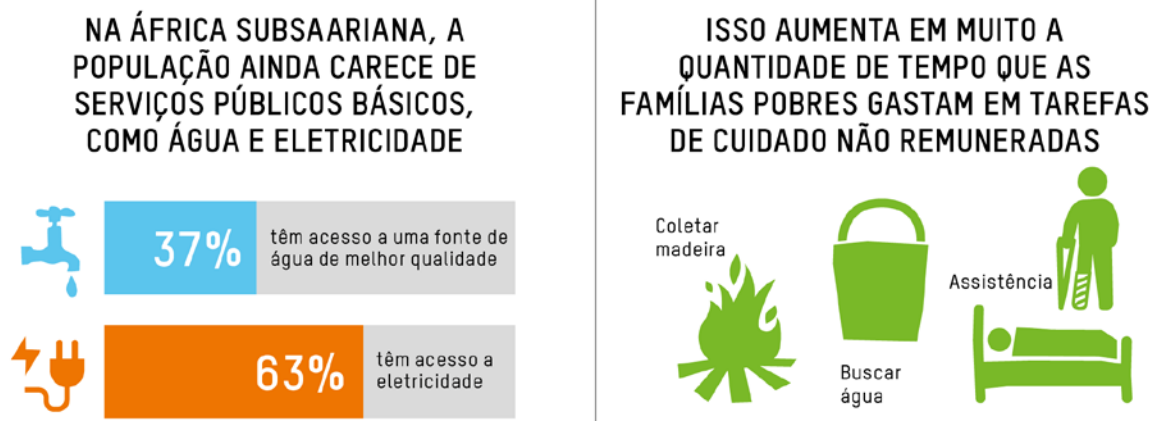 NA ÁFRICA SUBSAARIANA, A
POPULAÇÃO AINDA CARECE DE
SERVIÇOS PÚBLICOS BÁSICOS,
COMO ÁGUA E ELETRICIDADE
37%
têm acesso a uma fonte de
água de melhor qualidade
63%
têm acesso a
eletricidade
ISSO AUMENTA EM MUITO A
QUANTIDADE DE TEMPO QUE AS
FAMÍLIAS POBRES GASTAM EM TAREFAS
DE CUIDADO NÃO REMUNERADAS
Coletar
madeira
Buscar
água
Assistência